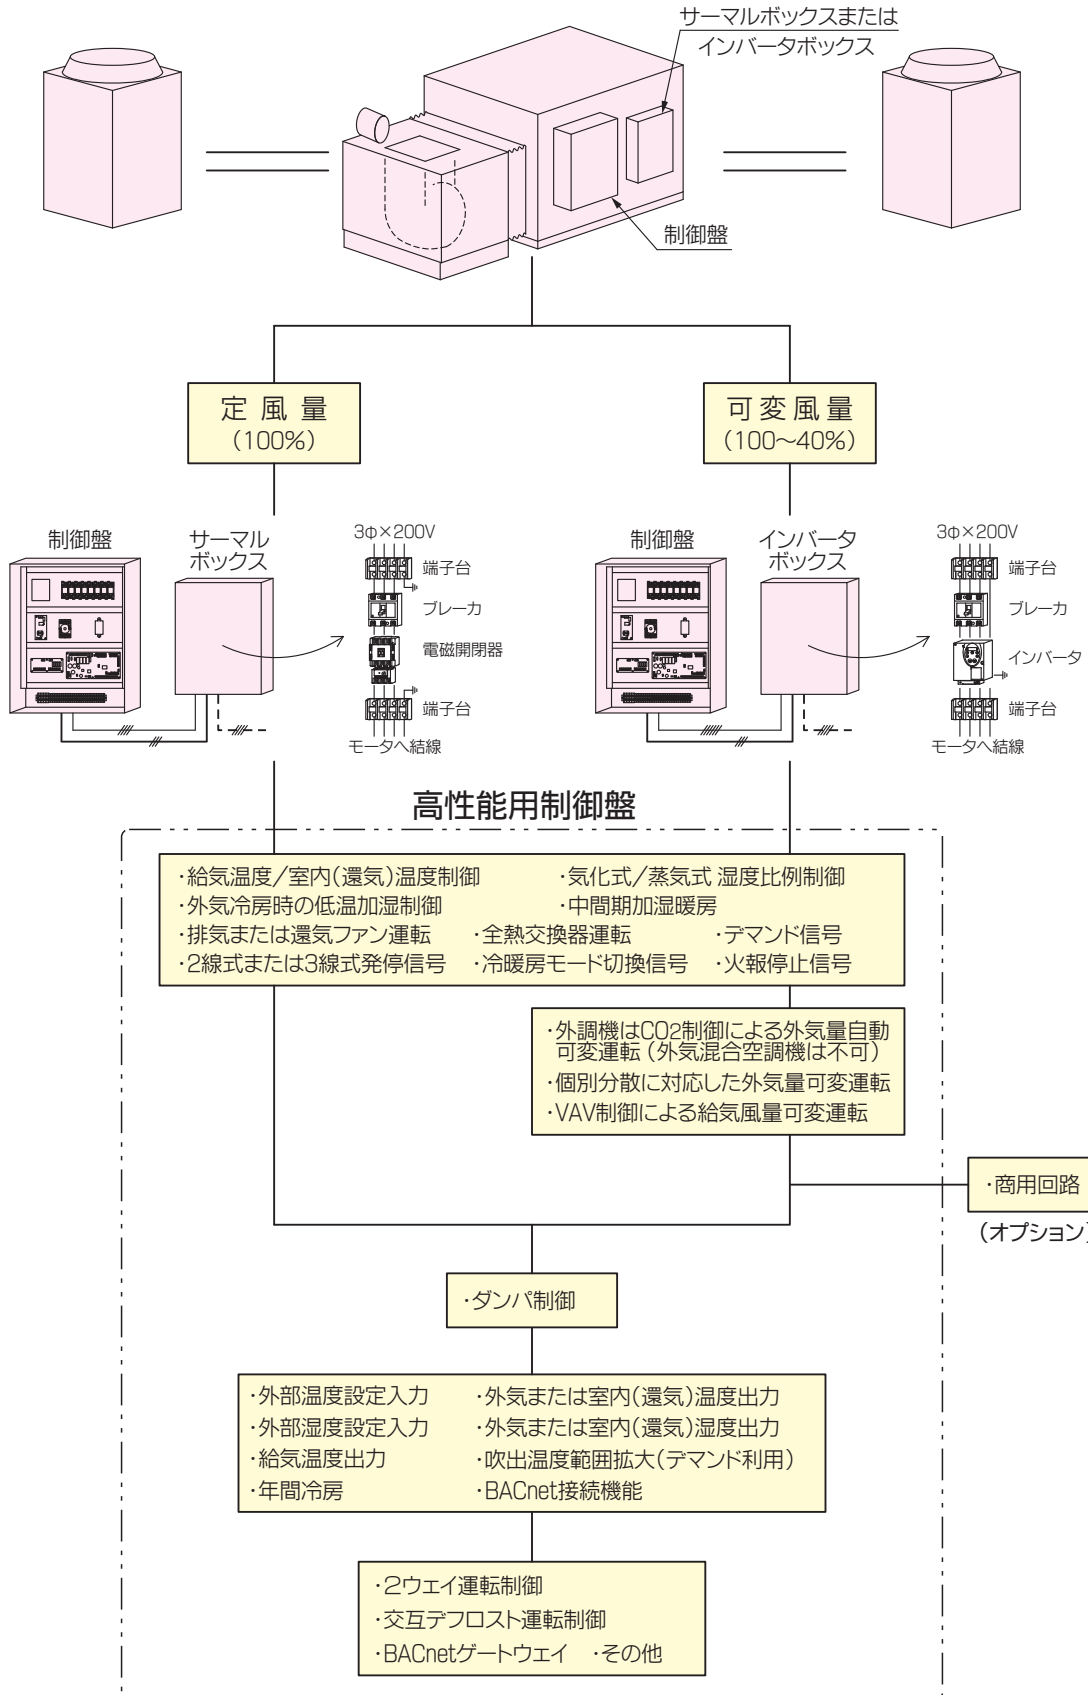 サーマルボックスまたは
インバータボックス
制御盤
定風量
(100%)
可変風量
(100〜40%)
制御盤
サーマル
ボックス
3Φ×200V
端子台
ブレーカ
電磁開閉器
端子台
モータへ結線
制御盤
インバータ
ボックス
3Φ×200V
端子台
ブレーカ
インバータ
端子台
モータへ結線
高性能用制御盤
・給気温度/室内(還気)温度制御 ・気化式/蒸気式 湿度比例制御
・外気冷房時の低温加湿制御 ・中間期加湿暖房
・排気または還気ファン運転 ・全熱交換器運転 ・デマンド信号
・2線式または3線式発停信号 ・冷暖房モード切換信号 ・火報停止信号
・外調機はCO2制御による外気量自動
可変運転(外気混合空調機は不可)
・個別分散に対応した外気量可変運転
・VAV制御による給気風量可変運転
・商用回路
(オプション)
・ダンパ制御
・外部温度設定入力 ・外気または室内(還気)温度出力
・外部湿度設定入力 ・外気または室内(還気)湿度出力
・給気温度出力 ・吹出温度範囲拡大(デマンド利用)
・年間冷房 ・BACnet接続機能
・2ウェイ運転制御
・交互デフロスト運転制御
・BACnetゲートウェイ ・その他